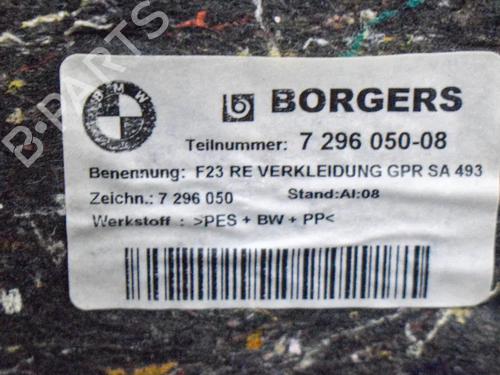 B-PARTS
BMW
BORGERS
Teilnummer: 7 296 050-08
Benennung: F23 RE VERKLEIDUNG GPR SA 493
Zeichn.: 7 296 050 Stand:AI:08
Werkstoff : >PES + BW + PP<